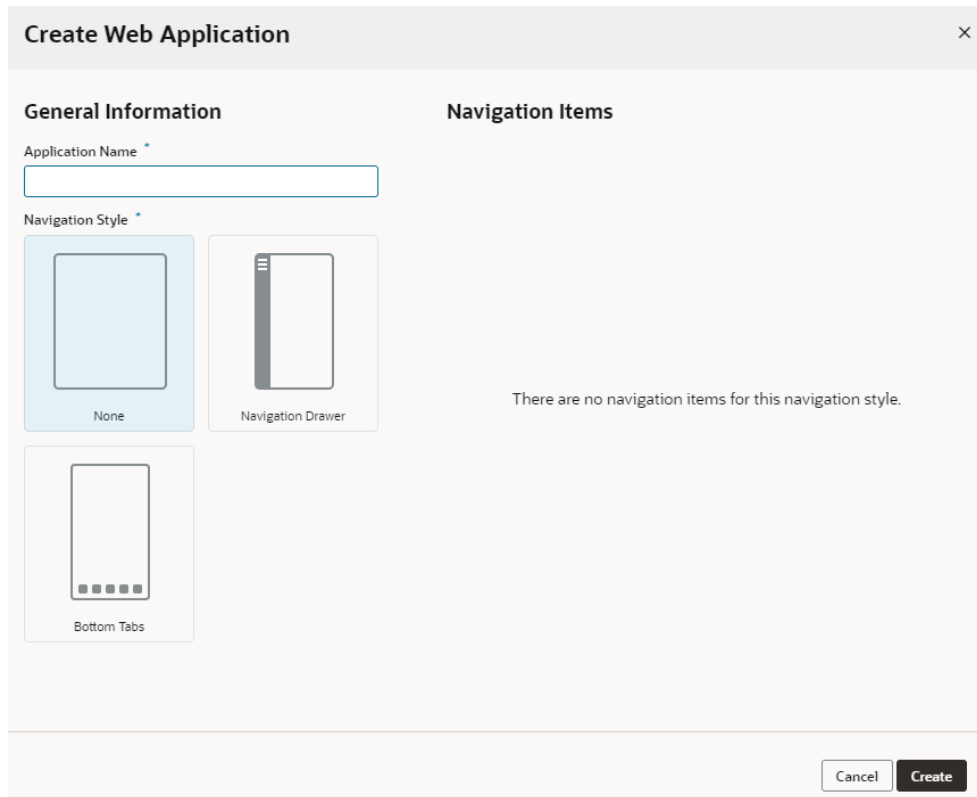 Create Web Application
General Information
Application Name *
Navigation Style *
None
Navigation Drawer
Bottom Tabs
Navigation Items
There are no navigation items for this navigation style.
Cancel
Create